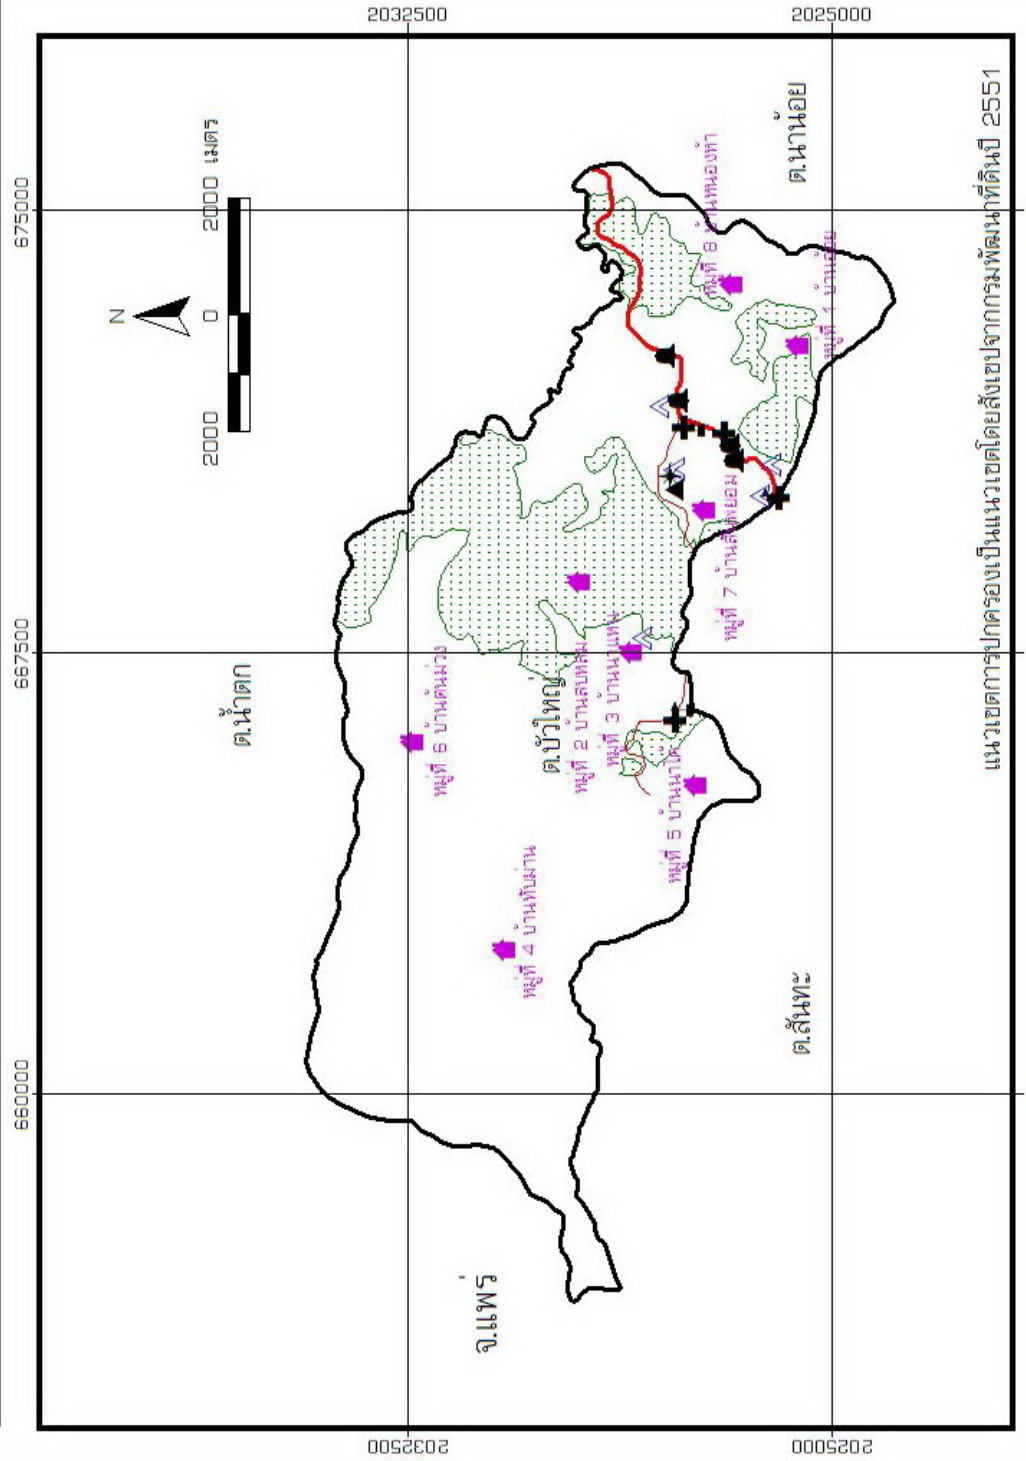 2032500
2025000
675000
667500
660000
N
2000 0 2000 เมตร
ต.น้ำตก
จ.แพร่
ต.บัวใหญ่
ต.นาน้อย
ต.สันทะ
หมู่ที่ 4 บ้านทับม่าน
หมู่ที่ 6 บ้านต้นม่วง
หมู่ที่ 2 บ้านสบหลม
หมู่ที่ 3 บ้านนาแหน
หมู่ที่ 5 บ้านนาไค้
หมู่ที่ 7 บ้านสันพยอม
หมู่ที่ 8 บ้านหนองห้า
หมู่ที่ 1 บ้านอ้อย
แนวเขตการปกครองเป็นแนวเขตโดยสังเขปจากกรมพัฒนาที่ดินปี 2551
2032500
2025000